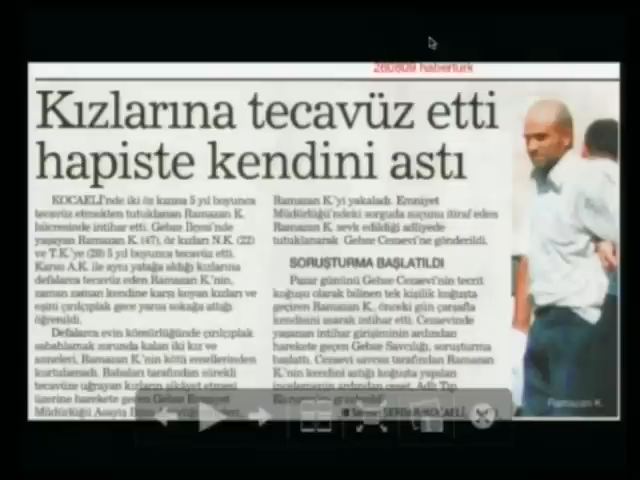 260809 haberturk
Kızlarına tecavüz etti
hapiste kendini astı
KOCAELİ'nde iki öz kızına 5 yıl boyunca
tecavüz etmekten tutuklanan Ramazan K.
hücresinde intihar etti. Gebze İlçesi'nde
yaşayan Ramazan K. (47), öz kızları N.K. (22)
ve T.K.'ye (20) 5 yıl boyunca tecavüz etti.
Karısı A.K. ile aynı yatağa aldığı kızlarına
defalarca tecavüz eden Ramazan K.'nin,
zaman zaman kendine karşı koyan kızları ve
eşini çırılçıplak gece yarısı sokağa attığı
öğrenildi.
Defalarca evin kömürlüğünde çırılçıplak
sabahlamak zorunda kalan iki kız ve
anneleri, Ramazan K.'nin kötü emellerinden
kurtulamadı. Babaları tarafından sürekli
tecavüze uğrayan kızların şikâyet etmesi
üzerine harekete geçen Gebze Emniyet
Müdürlüğü Asayiş
Ramazan K.'yi yakaladı. Emniyet
Müdürlüğü'ndeki sorguda suçunu itiraf eden
Ramazan K. sevk edildiği adliyede
tutuklanarak Gebze Cezaevi'ne gönderildi.
SORUŞTURMA BAŞLATILDI
Pazar gününü Gebze Cezaevi'nin tecrit
koğuşu olarak bilinen tek kişilik koğuşta
geçiren Ramazan K., önceki gün çarşafla
kendisini asarak intihar etti. Cezaevinde
yaşanan intihar girişiminin ardından
harekete geçen Gebze Savcılığı, soruşturma
başlattı. Cezaevi savcısı tarafından Ramazan
K.'nin kendini astığı koğuşta yapılan
incelemenin ardından ceset, Adli Tıp
KOCAELİ
Ramazan K.